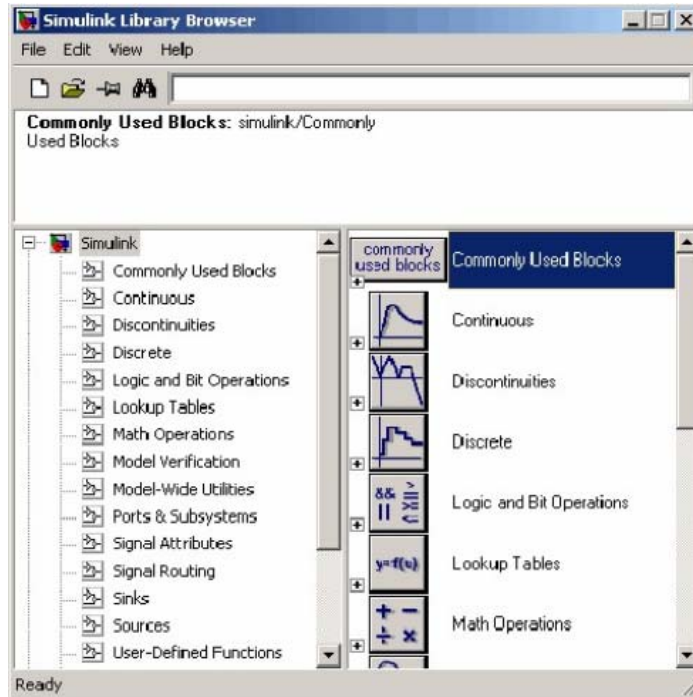 Simulink Library Browser
File Edit View Help
Commonly Used Blocks: simulink/Commonly
Used Blocks
Simulink
Commonly Used Blocks
Continuous
Discontinuities
Discrete
Logic and Bit Operations
Lookup Tables
Math Operations
Model Verification
Model-Wide Utilities
Ports & Subsystems
Signal Attributes
Signal Routing
Sinks
Sources
User-Defined Functions
commonly
used blocks
Commonly Used Blocks
Continuous
Discontinuities
Discrete
&& >
|| >=
<=
Logic and Bit Operations
y=f(u)
Lookup Tables
+ −
÷ ×
Math Operations
Ready